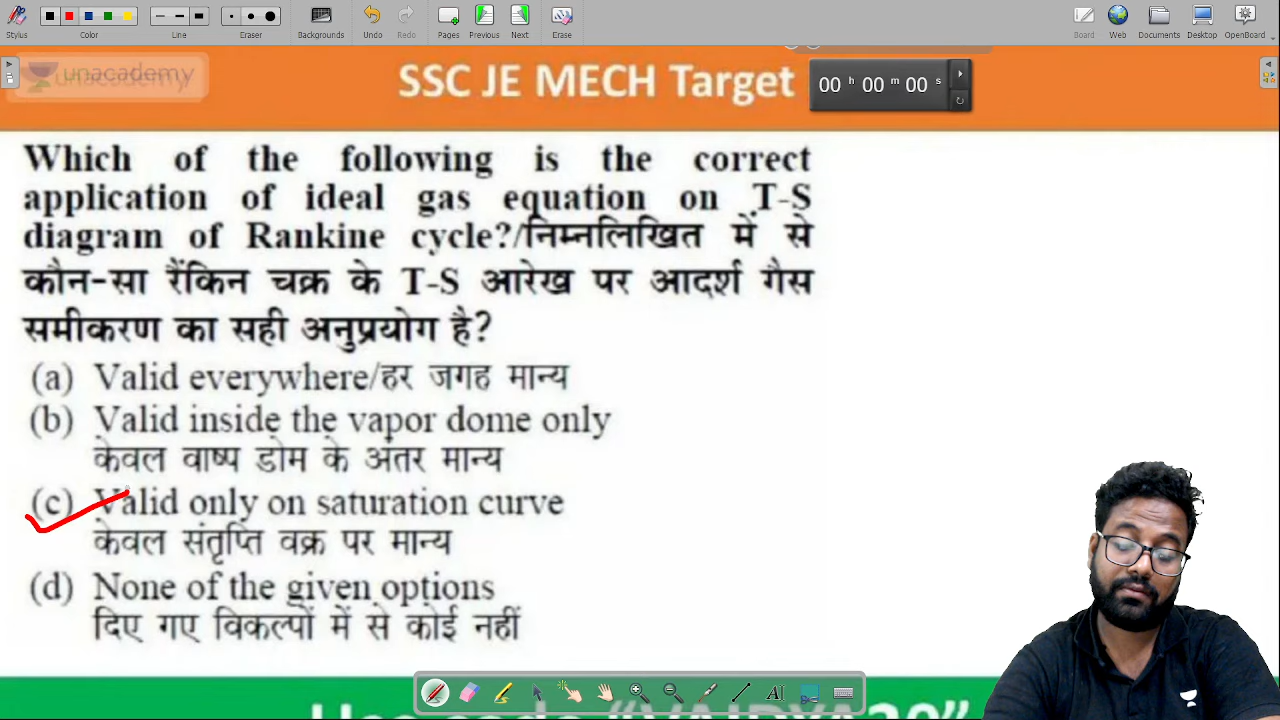 Stylus
Color
Line
Eraser
Backgrounds
Undo
Redo
Pages
Previous
Next
Erase
Board
Web
Documents
Desktop
OpenBoard
unacademy
SSC JE MECH Target
00 h 00 m 00 s
Which of the following is the correct
application of ideal gas equation on T-S
diagram of Rankine cycle?/निम्नलिखित में से
कौन-सा रैंकिन चक्र के T-S आरेख पर आदर्श गैस
समीकरण का सही अनुप्रयोग है?
(a) Valid everywhere/हर जगह मान्य
(b) Valid inside the vapor dome only
केवल वाष्प डोम के अंतर मान्य
(c) Valid only on saturation curve
केवल संतृप्ति वक्र पर मान्य
(d) None of the given options
दिए गए विकल्पों में से कोई नहीं
Use code "VAIDYA20"